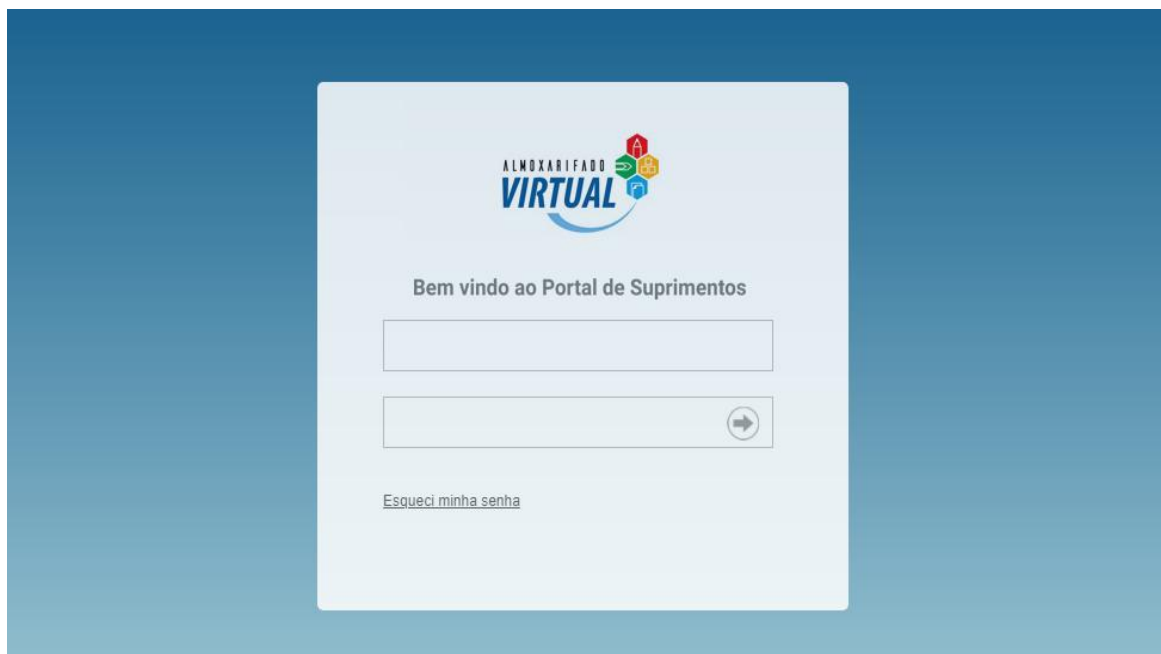 ALMOXARIFADO
VIRTUAL
Bem vindo ao Portal de Suprimentos
Esqueci minha senha